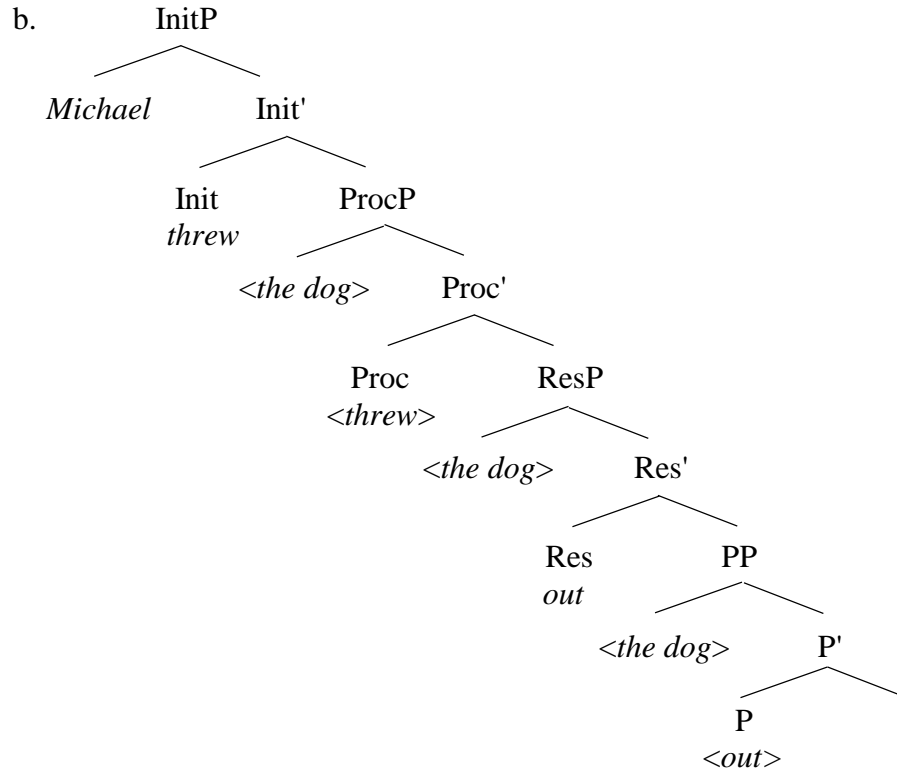 b. InitP
Michael Init'
Init ProcP
threw
<the dog> Proc'
Proc ResP
<threw>
<the dog> Res'
Res PP
out
<the dog> P'
P
<out>